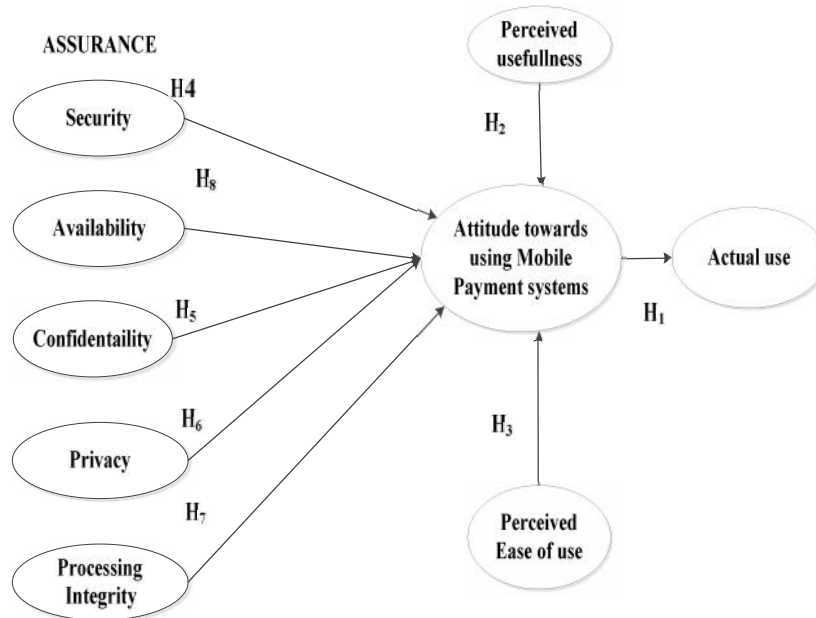 ASSURANCE
H4
Security
H₈
Availability
H₅
Confidentaility
H₆
Privacy
H₇
Processing
Integrity
Perceived
usefullness
H₂
Attitude towards
using Mobile
Payment systems
Actual use
H₁
H₃
Perceived
Ease of use